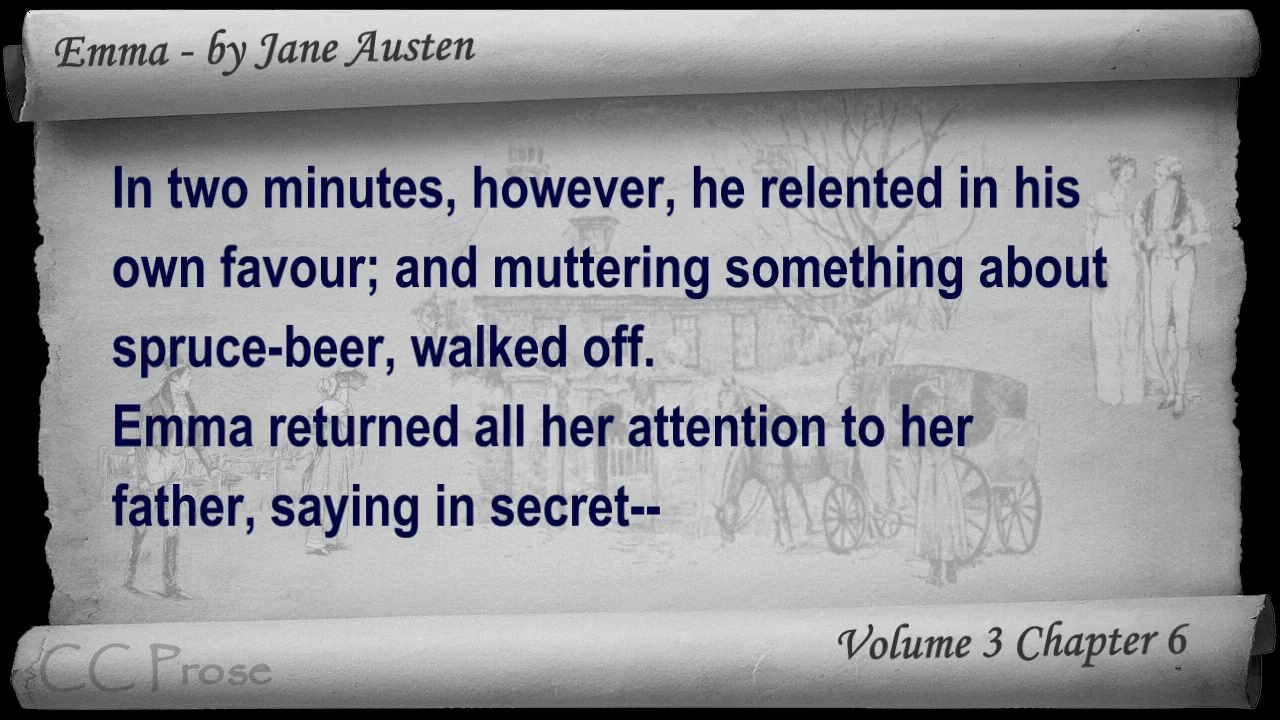 Emma - by Jane Austen
In two minutes, however, he relented in his
own favour; and muttering something about
spruce-beer, walked off.
Emma returned all her attention to her
father, saying in secret--
Volume 3 Chapter 6
CC Prose